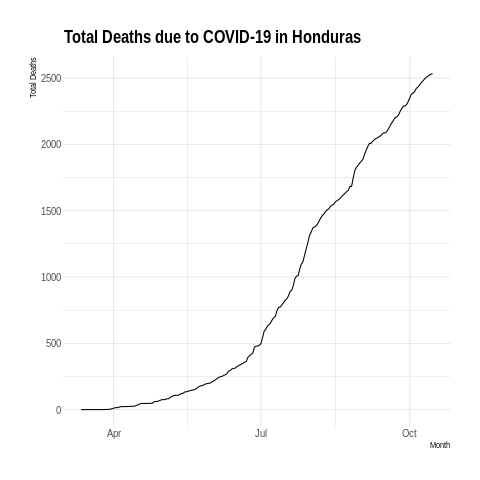 Total Deaths due to COVID-19 in Honduras
Total Deaths
2500
2000
1500
1000
500
0
Apr
Jul
Oct
Month